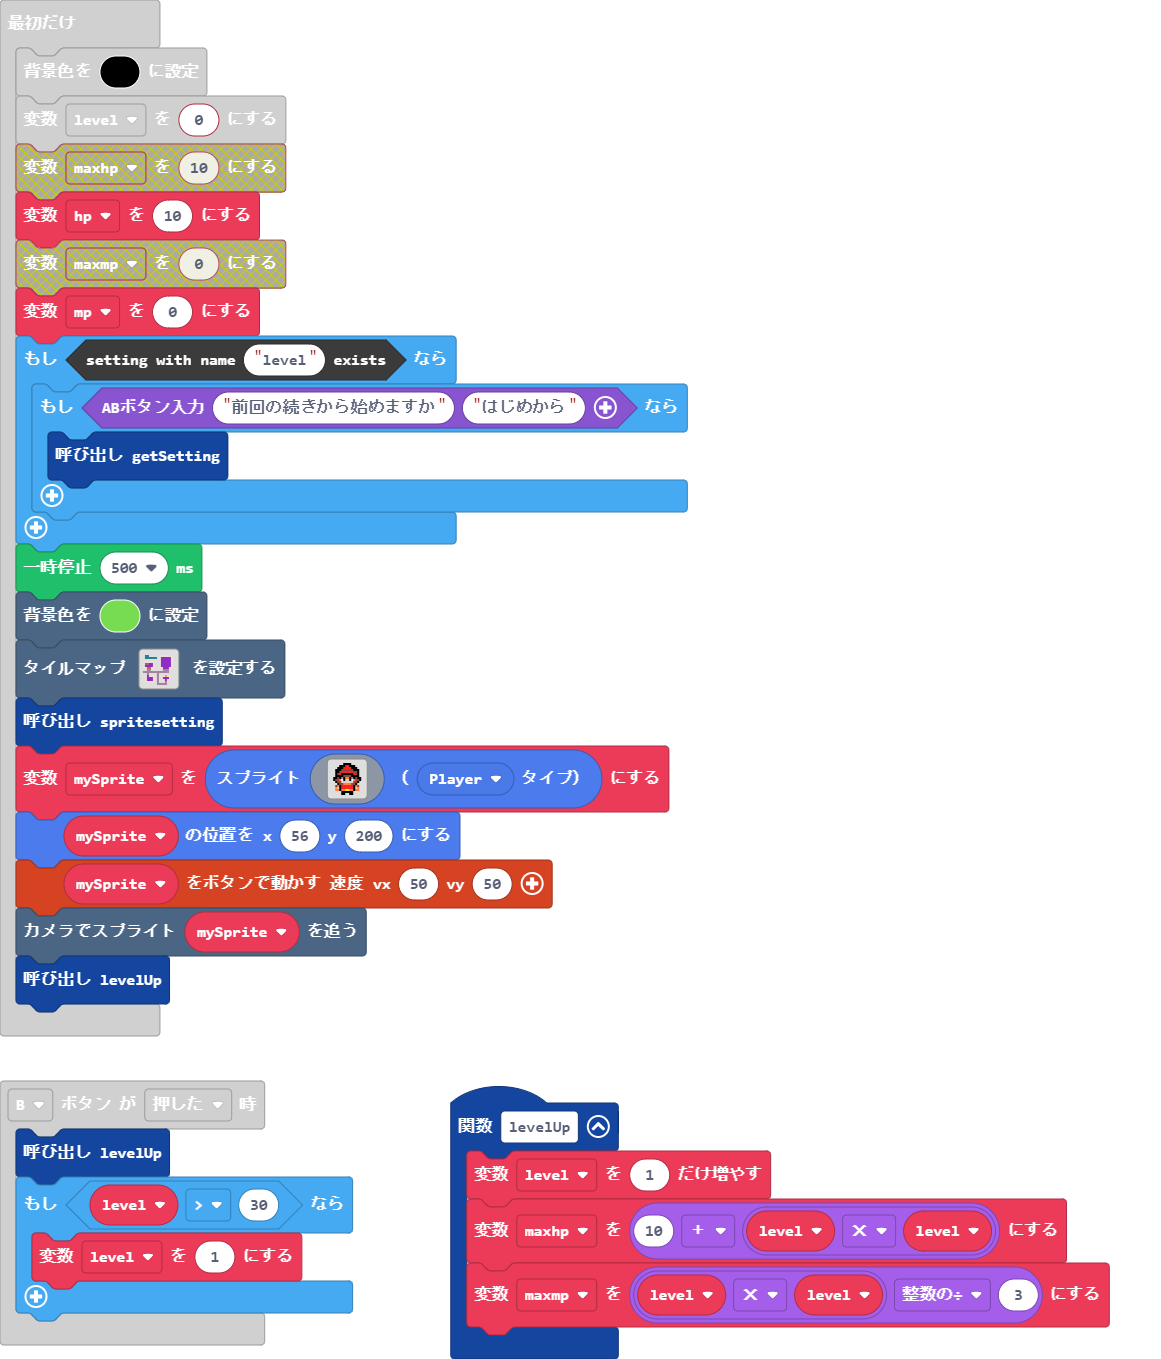 最初だけ
背景色を に設定
変数 level を 0 にする
変数 maxhp を 10 にする
変数 hp を 10 にする
変数 maxmp を 0 にする
変数 mp を 0 にする
もし setting with name "level" exists なら
もし ABボタン入力 "前回の続きから始めますか" "はじめから" なら
呼び出し getSetting
一時停止 500 ms
背景色を に設定
タイルマップ を設定する
呼び出し spritesetting
変数 mySprite を スプライト ( Player タイプ) にする
mySprite の位置を x 56 y 200 にする
mySprite をボタンで動かす 速度 vx 50 vy 50
カメラでスプライト mySprite を追う
呼び出し levelUp
B ボタン が 押した 時
呼び出し levelUp
もし level > 30 なら
変数 level を 1 にする
関数 levelUp
変数 level を 1 だけ増やす
変数 maxhp を 10 + level × level にする
変数 maxmp を level × level 整数の÷ 3 にする